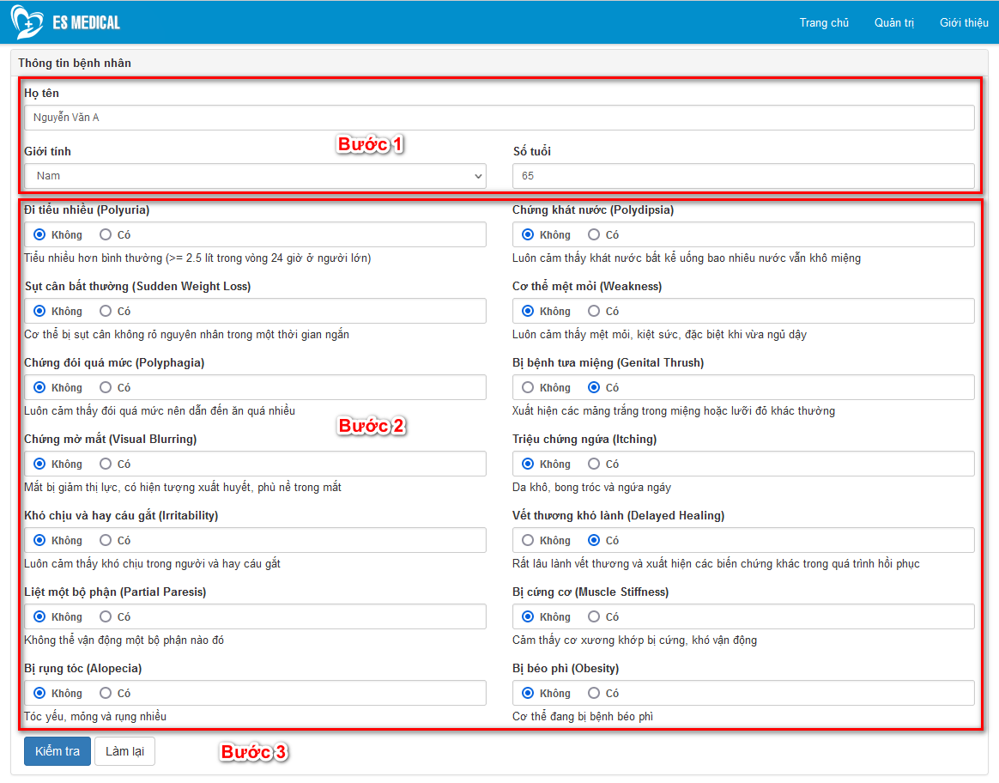 ES MEDICAL
Trang chủ Quản trị Giới thiệu
Thông tin bệnh nhân
Họ tên
Nguyễn Văn A
Bước 1
Giới tính Số tuổi
Nam 65
Đi tiểu nhiều (Polyuria) Chứng khát nước (Polydipsia)
Không Có Không Có
Tiểu nhiều hơn bình thường (>= 2.5 lít trong vòng 24 giờ ở người lớn) Luôn cảm thấy khát nước bất kể uống bao nhiêu nước vẫn khô miệng
Sụt cân bất thường (Sudden Weight Loss) Cơ thể mệt mỏi (Weakness)
Không Có Không Có
Cơ thể bị sụt cân không rõ nguyên nhân trong một thời gian ngắn Luôn cảm thấy mệt mỏi, kiệt sức, đặc biệt khi vừa ngủ dậy
Chứng đói quá mức (Polyphagia) Bị bệnh tưa miệng (Genital Thrush)
Không Có Không Có
Luôn cảm thấy đói quá mức nên dẫn đến ăn quá nhiều Xuất hiện các mảng trắng trong miệng hoặc lưỡi đỏ khác thường
Bước 2
Chứng mờ mắt (Visual Blurring) Triệu chứng ngứa (Itching)
Không Có Không Có
Mắt bị giảm thị lực, có hiện tượng xuất huyết, phù nề trong mắt Da khô, bong tróc và ngứa ngáy
Khó chịu và hay cáu gắt (Irritability) Vết thương khó lành (Delayed Healing)
Không Có Không Có
Luôn cảm thấy khó chịu trong người và hay cáu gắt Rất lâu lành vết thương và xuất hiện các biến chứng khác trong quá trình hồi phục
Liệt một bộ phận (Partial Paresis) Bị cứng cơ (Muscle Stiffness)
Không Có Không Có
Không thể vận động một bộ phận nào đó Cảm thấy cơ xương khớp bị cứng, khó vận động
Bị rụng tóc (Alopecia) Bị béo phì (Obesity)
Không Có Không Có
Tóc yếu, mỏng và rụng nhiều Cơ thể đang bị bệnh béo phì
Kiểm tra Làm lại Bước 3